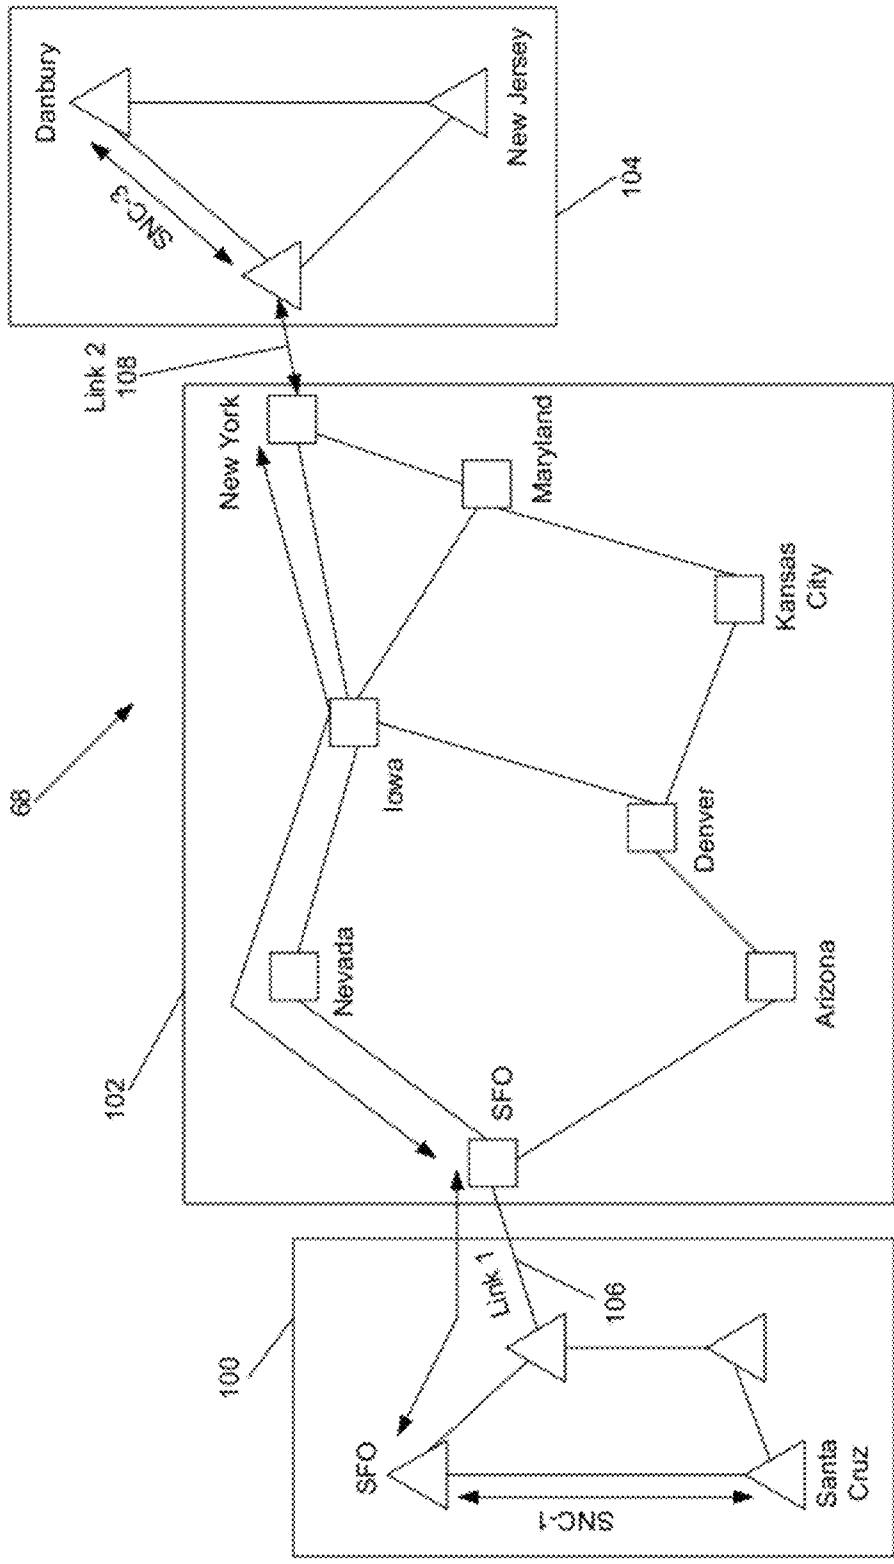 68
Link 2
108
Danbury
SNC-3
New Jersey
104
102
New York
Maryland
Iowa
Kansas
City
Nevada
Denver
SFO
Arizona
100
SFO
Link 1
106
SNC-1
Santa
Cruz